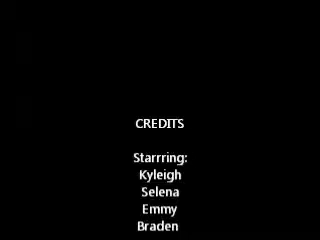 CREDITS
Starrring:
Kyleigh
Selena
Emmy
Braden